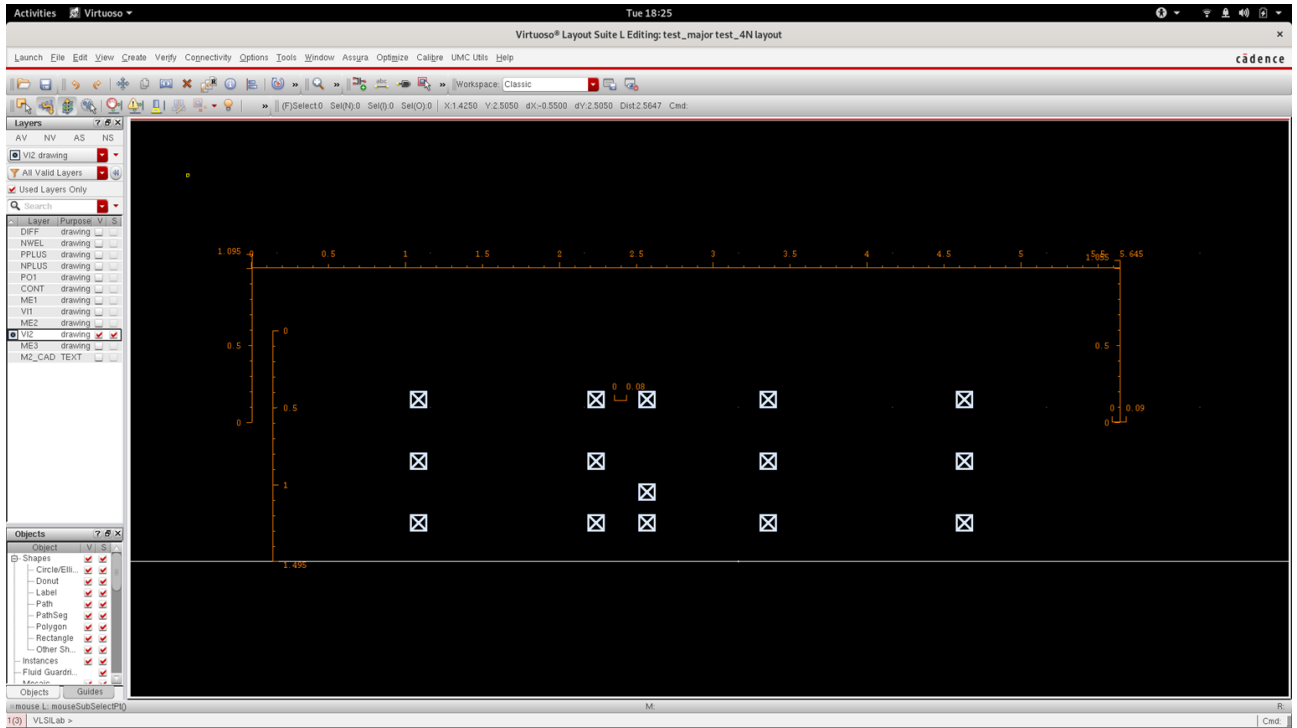 Activities Virtuoso Tue 18:25
Virtuoso® Layout Suite L Editing: test_major test_4N layout
Launch File Edit View Create Verify Connectivity Options Tools Window Assura Optimize Calibre UMC Utils Help cādence
Workspace: Classic
(F)Select:0 Sel(N):0 Sel(I):0 Sel(O):0 X:1.4250 Y:2.5050 dX:-0.5500 dY:2.5050 Dist:2.5647 Cmd:
Layers
AV NV AS NS
VI2 drawing
All Valid Layers
Used Layers Only
Search
Layer Purpose V S
DIFF drawing
NWEL drawing
PPLUS drawing
NPLUS drawing
PO1 drawing
CONT drawing
ME1 drawing
VI1 drawing
ME2 drawing
VI2 drawing
ME3 drawing
M2_CAD TEXT
1.095 0 0.5 1 1.5 2 2.5 3 3.5 4 4.5 5 5.645
0
0.5 0.5
0 0.08
0.5 0 0.09
0 0
1
1.495
Objects
Object V S
Shapes
Circle/Elli...
Donut
Label
Path
PathSeg
Polygon
Rectangle
Other Sh...
Instances
Fluid Guardri...
Mosaic
Objects Guides
mouse L: mouseSubSelectPt() M: R:
1(3) VLSILab > Cmd: